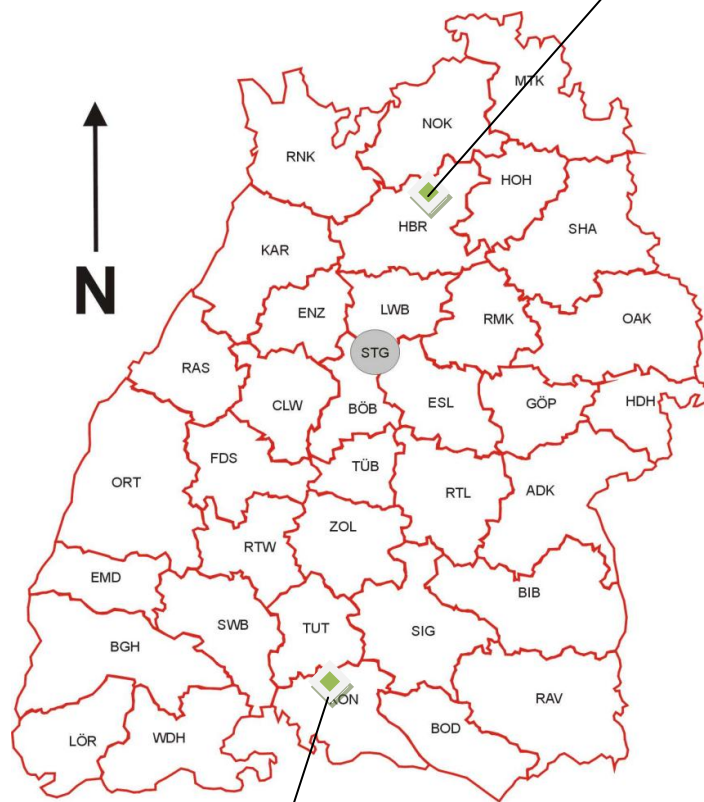 MTK
NOK
RNK
HOH
HBR
SHA
KAR
ENZ
LWB
RMK
OAK
N
STG
RAS
CLW
BÖB
ESL
GÖP
HDH
FDS
TÜB
ORT
RTL
ADK
ZOL
RTW
EMD
BIB
SWB
TUT
SIG
BGH
ON
RAV
BOD
LÖR
WDH